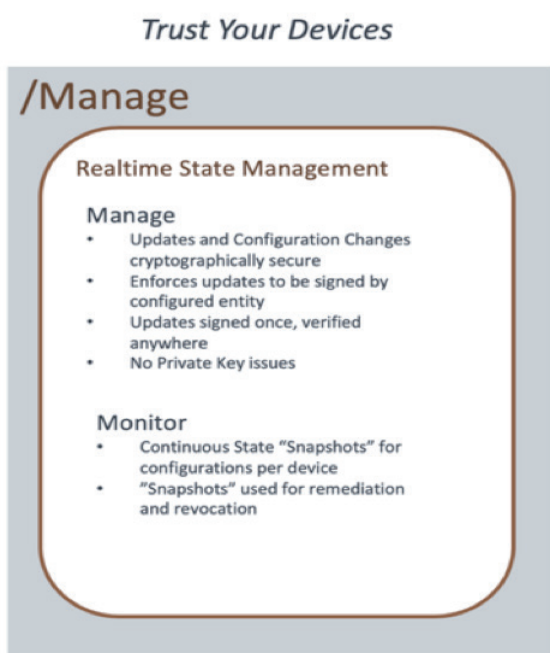 Trust Your Devices
/Manage
Realtime State Management
Manage
• Updates and Configuration Changes
cryptographically secure
• Enforces updates to be signed by
configured entity
• Updates signed once, verified
anywhere
• No Private Key issues
Monitor
• Continuous State “Snapshots” for
configurations per device
• ”Snapshots” used for remediation
and revocation